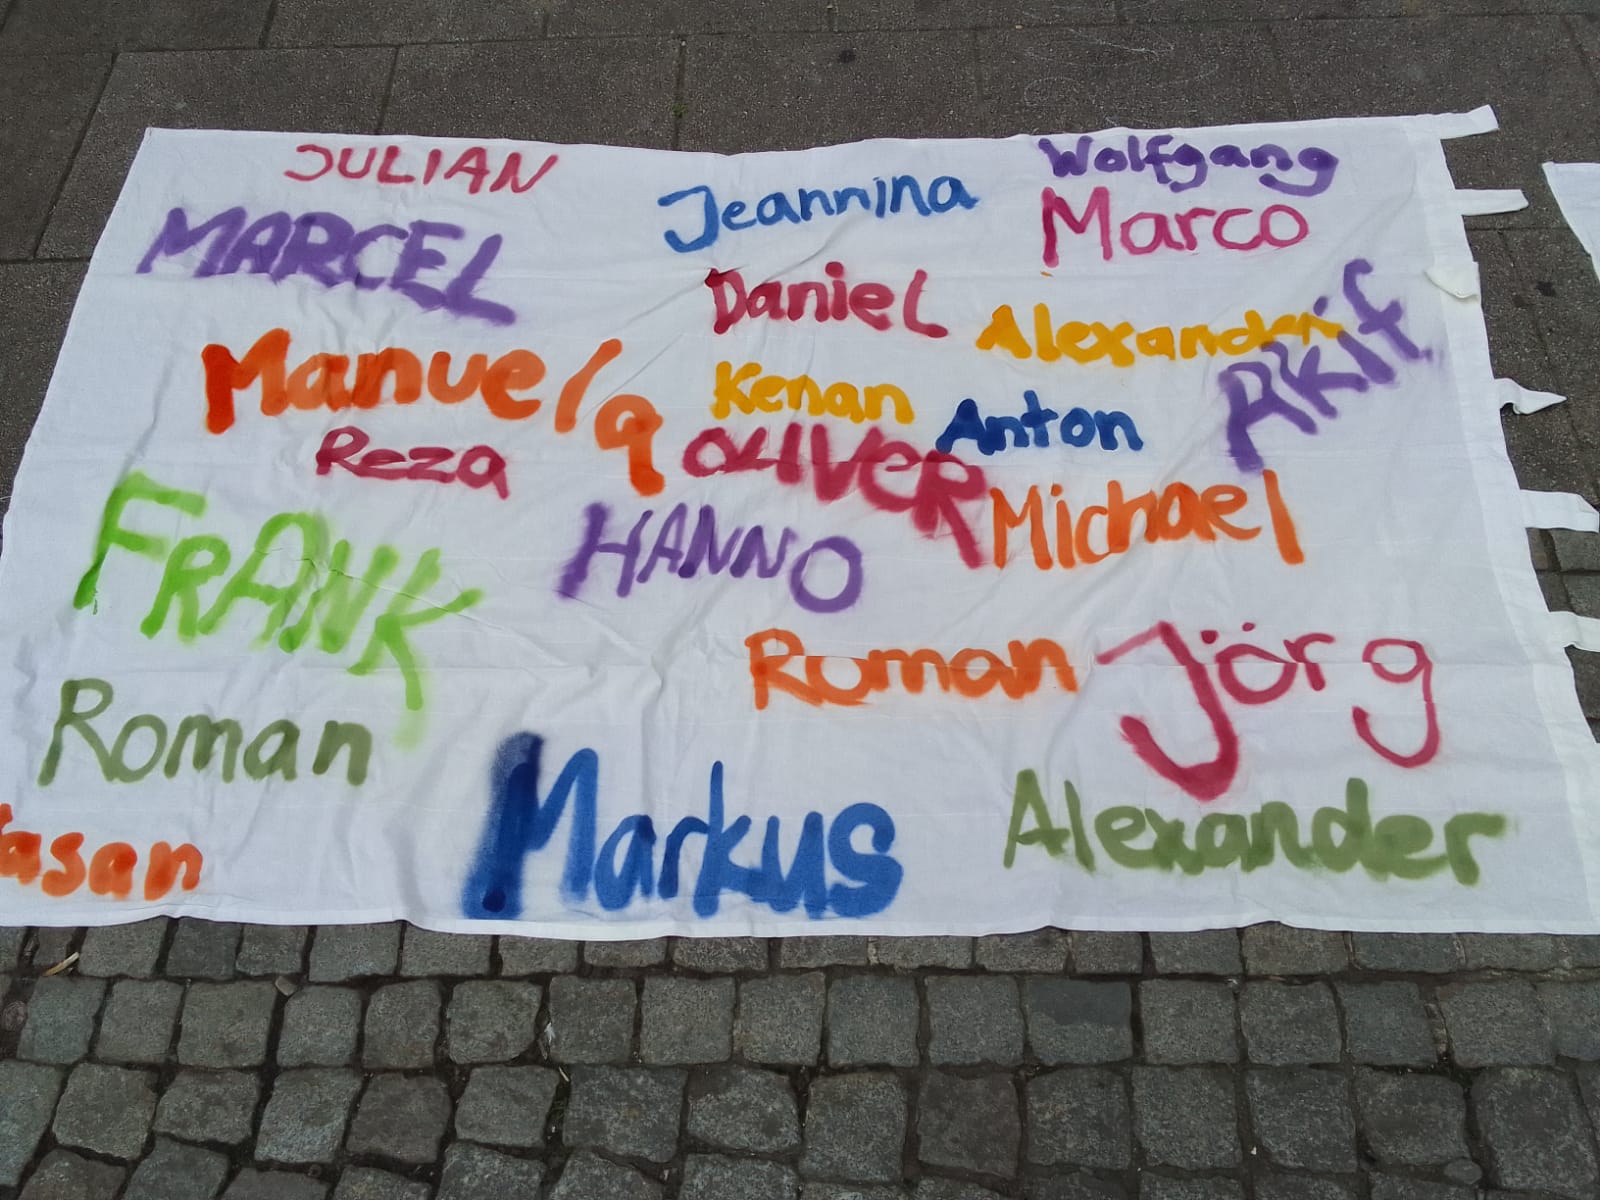 JULIAN
Wolfgang
Jeannina
Marco
MARCEL
Daniel
Alexander
Akif
Manuela
Kenan
Anton
Reza
OLIVER
Michael
FRANK
HANNO
Roman
Jörg
Roman
Markus
Alexander
asan